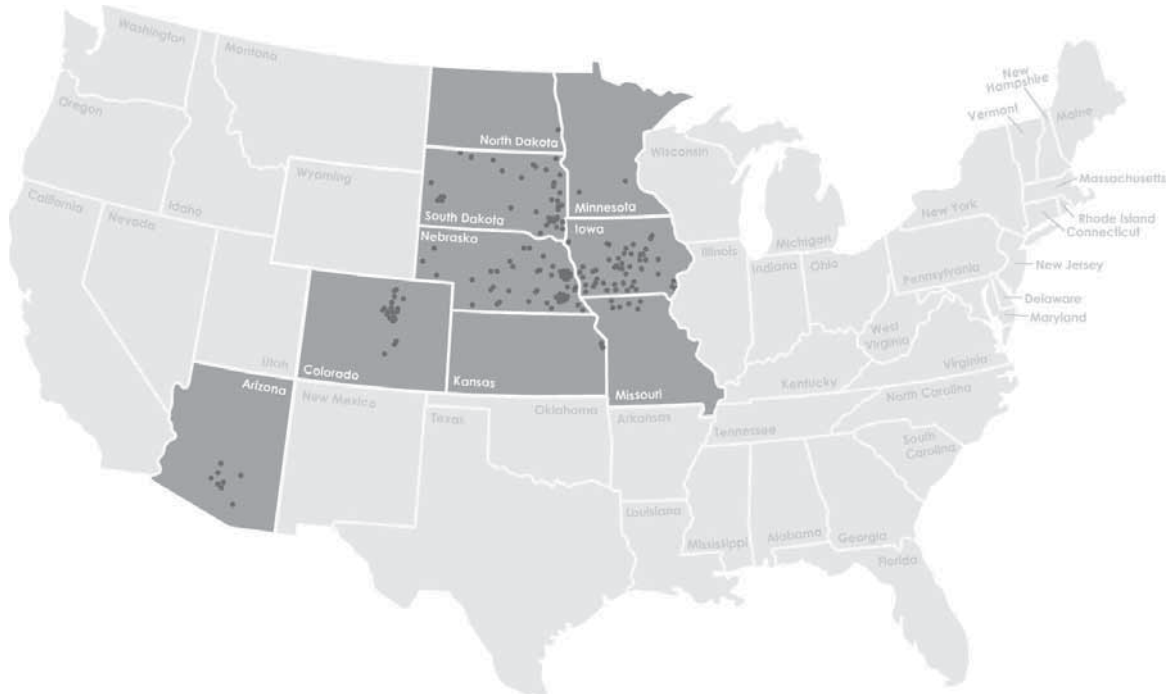 Washington
Montana
New
Hampshire
Vermont
Maine
Oregon
North Dakota
Minnesota
Wisconsin
Massachusetts
Idaho
Wyoming
South Dakota
New York
Rhode Island
Connecticut
California
Nevada
Nebraska
Iowa
Michigan
Illinois
Indiana
Ohio
Pennsylvania
New Jersey
Delaware
Maryland
Utah
Colorado
Kansas
Missouri
West
Virginia
Virginia
Kentucky
Arizona
New Mexico
Texas
Oklahoma
Arkansas
Tennessee
North Carolina
South
Carolina
Louisiana
Mississippi
Alabama
Georgia
Florida